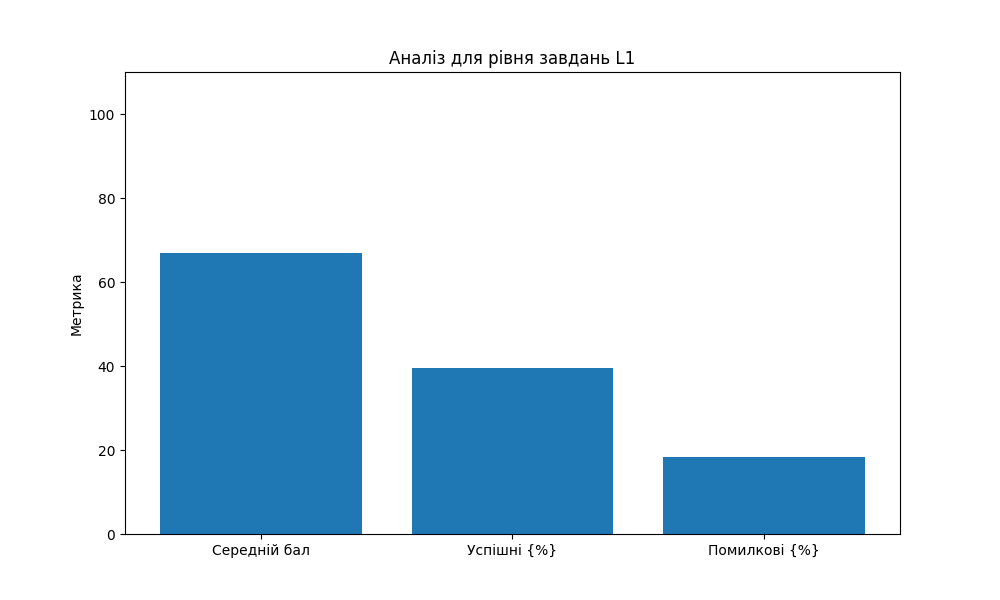 Аналіз для рівня завдань L1
Метрика
100
80
60
40
20
0
Середній бал
Успішні {%}
Помилкові {%}